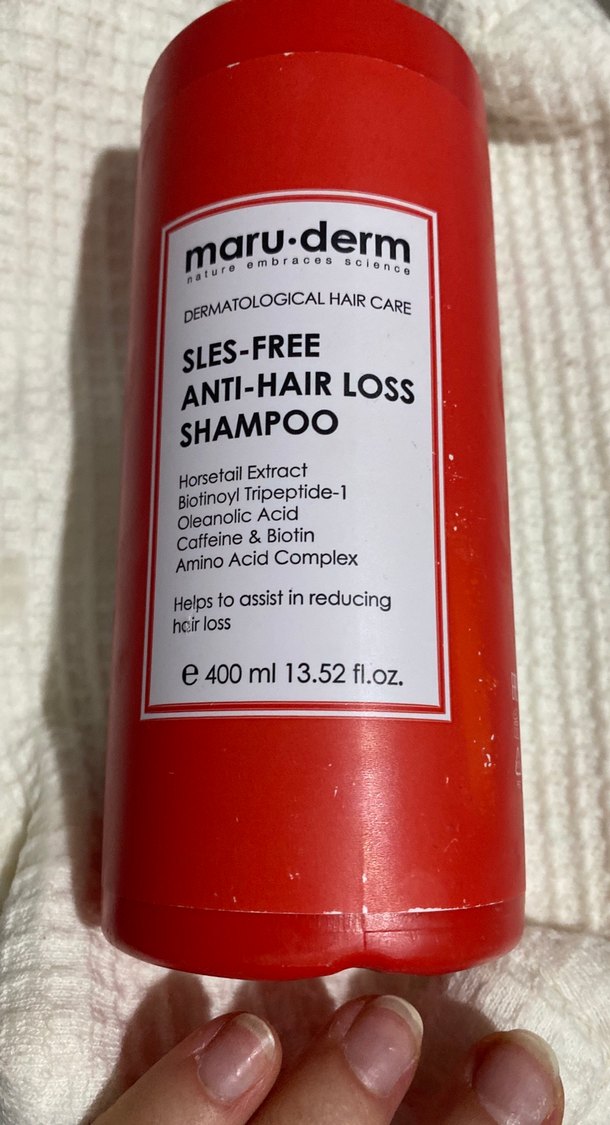 maru·derm
nature embraces science
DERMATOLOGICAL HAIR CARE
SLES-FREE
ANTI-HAIR LOSS
SHAMPOO
Horsetail Extract
Biotinoyl Tripeptide-1
Oleanolic Acid
Caffeine & Biotin
Amino Acid Complex
Helps to assist in reducing
hair loss
e 400 ml 13.52 fl.oz.